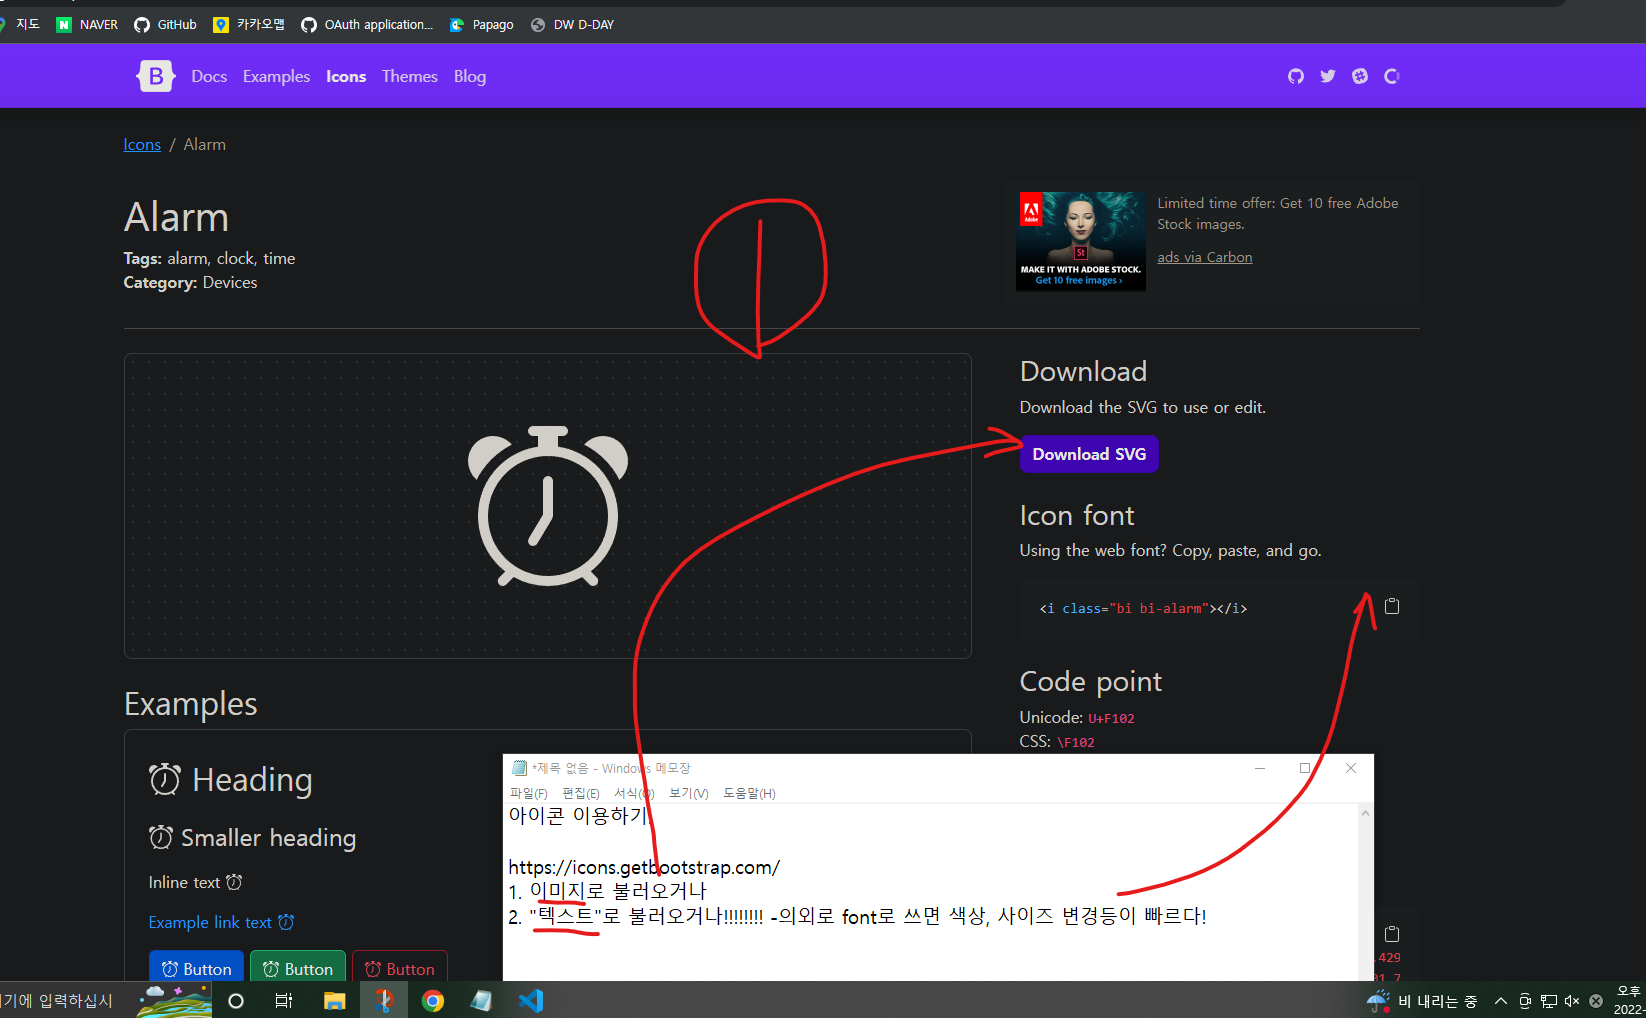 지도 NAVER GitHub 카카오맵 OAuth application... Papago DW D-DAY
B Docs Examples Icons Themes Blog
Icons / Alarm
Alarm
Tags: alarm, clock, time
Category: Devices
Adobe
St
MAKE IT WITH ADOBE STOCK.
Get 10 free images ›
Limited time offer: Get 10 free Adobe
Stock images.
ads via Carbon
1
Download
Download the SVG to use or edit.
Download SVG
Icon font
Using the web font? Copy, paste, and go.
<i class="bi bi-alarm"></i>
Code point
Unicode: U+F102
CSS: \F102
Examples
Heading
Smaller heading
Inline text
Example link text
Button Button Button
*제목 없음 - Windows 메모장
파일(F) 편집(E) 서식(O) 보기(V) 도움말(H)
아이콘 이용하기.
https://icons.getbootstrap.com/
1. 이미지로 불러오거나
2. "텍스트"로 불러오거나!!!!!!!! -의외로 font로 쓰면 색상, 사이즈 변경등이 빠르다!
.429
기에 입력하십시
비 내리는 중
오후
2022-